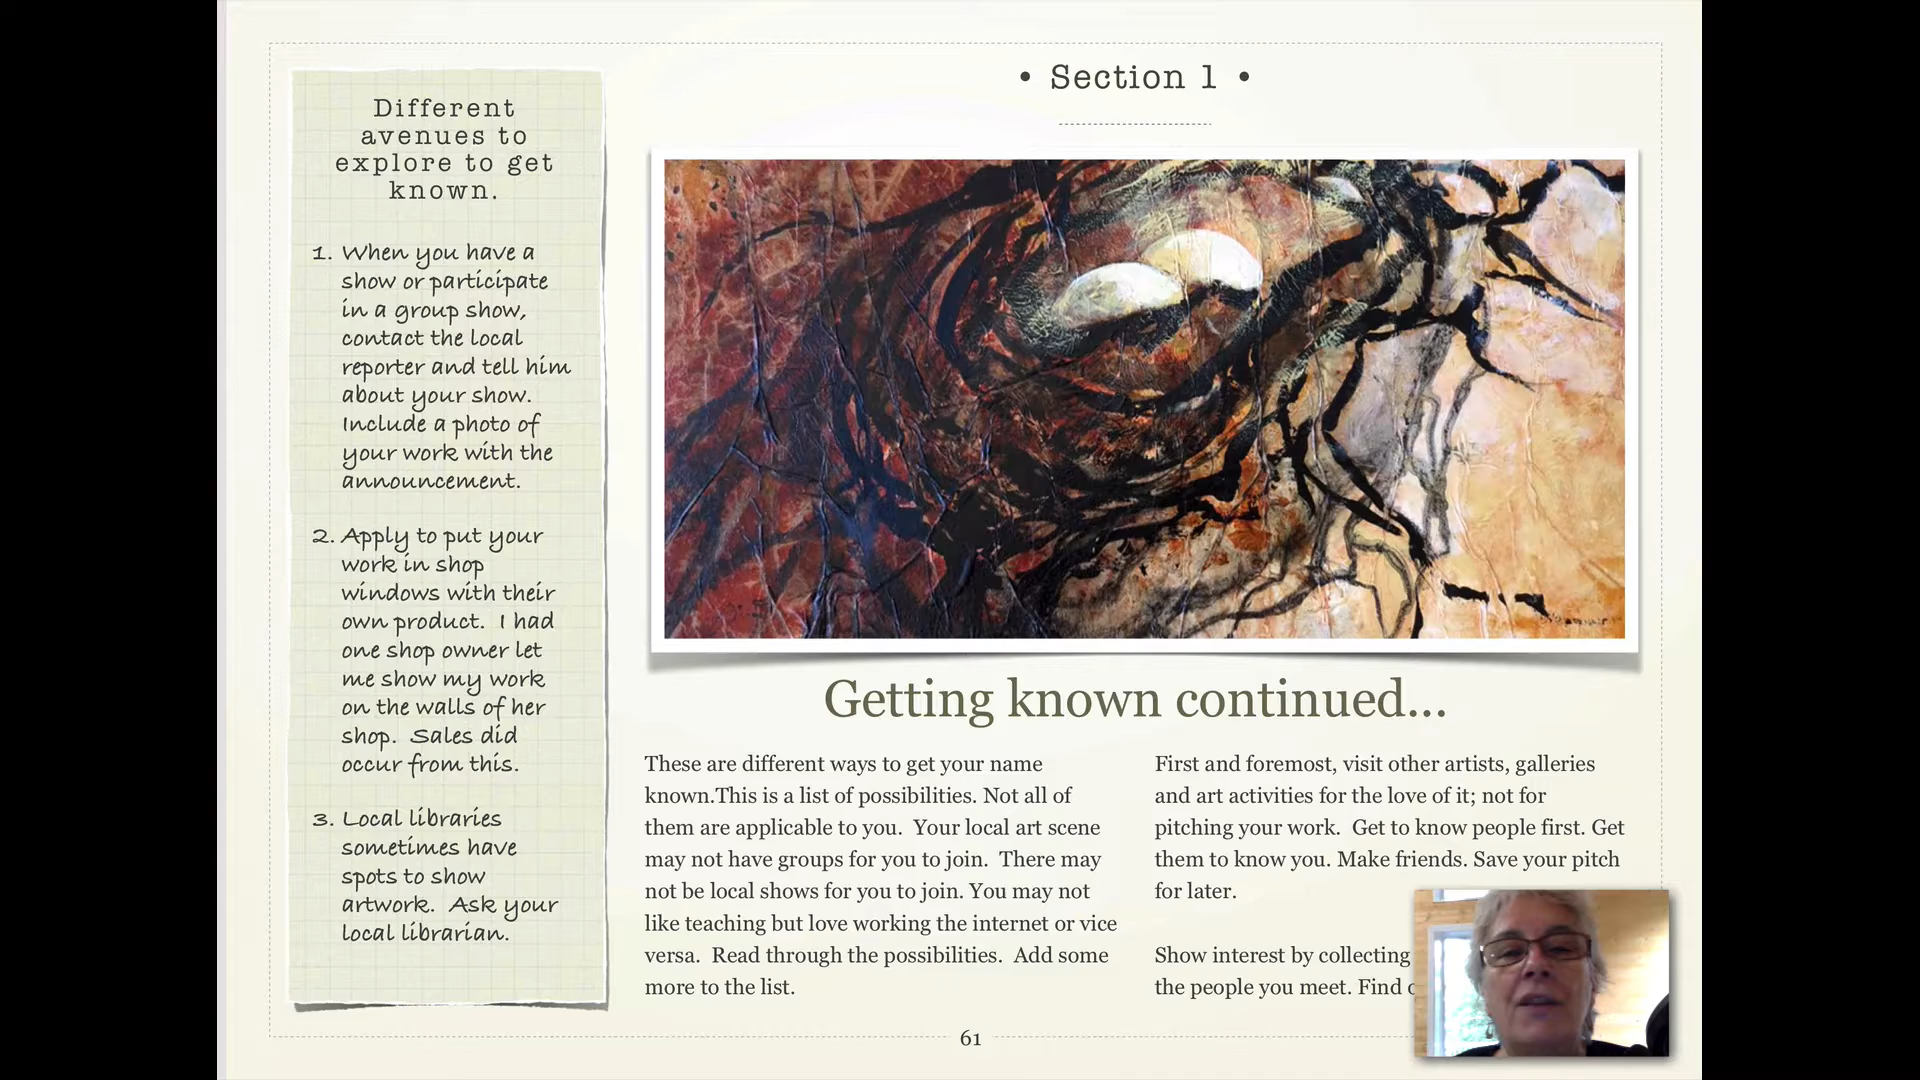 Different
avenues to
explore to get
known.
1. When you have a
show or participate
in a group show,
contact the local
reporter and tell him
about your show.
Include a photo of
your work with the
announcement.
2. Apply to put your
work in shop
windows with their
own product.  I had
one shop owner let
me show my work
on the walls of her
shop.  Sales did
occur from this.
3. Local libraries
sometimes have
spots to show
artwork.  Ask your
local librarian.
• Section 1 •
Getting known continued...
These are different ways to get your name
known.This is a list of possibilities. Not all of
them are applicable to you.  Your local art scene
may not have groups for you to join.  There may
not be local shows for you to join. You may not
like teaching but love working the internet or vice
versa.  Read through the possibilities.  Add some
more to the list.
First and foremost, visit other artists, galleries
and art activities for the love of it; not for
pitching your work.  Get to know people first. Get
them to know you. Make friends. Save your pitch
for later.
Show interest by collecting
the people you meet. Find
61